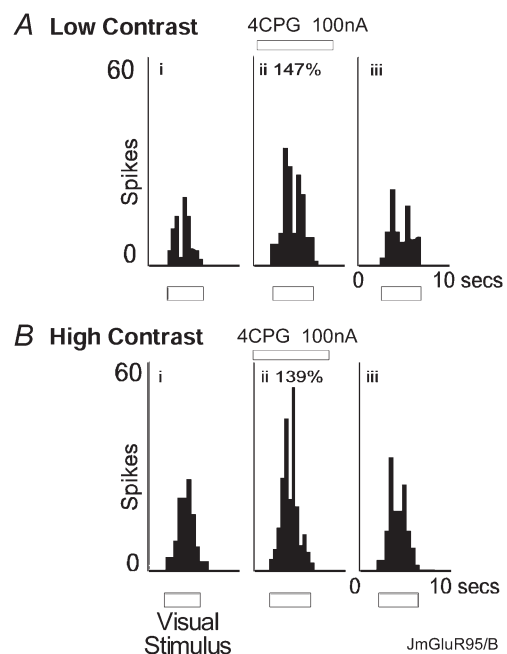 A Low Contrast
4CPG 100nA
60
i
ii 147%
iii
Spikes
0
0 10 secs
B High Contrast
4CPG 100nA
60
i
ii 139%
iii
Spikes
0
0 10 secs
Visual
Stimulus
JmGluR95/B